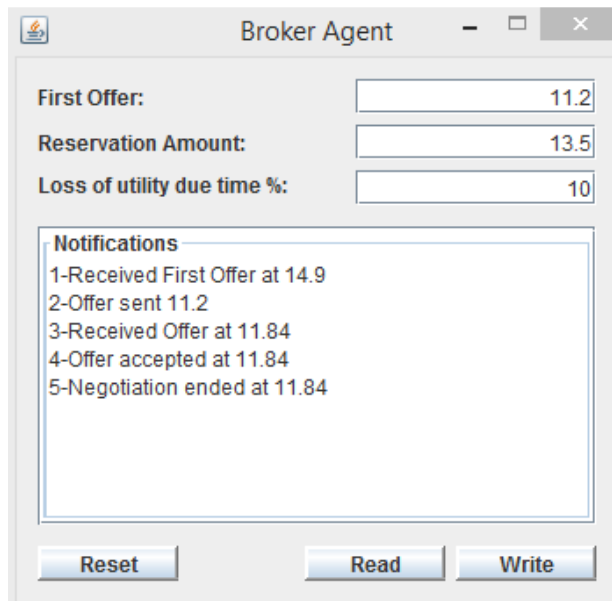 Broker Agent
First Offer: 11.2
Reservation Amount: 13.5
Loss of utility due time %: 10
Notifications
1-Received First Offer at 14.9
2-Offer sent 11.2
3-Received Offer at 11.84
4-Offer accepted at 11.84
5-Negotiation ended at 11.84
Reset Read Write